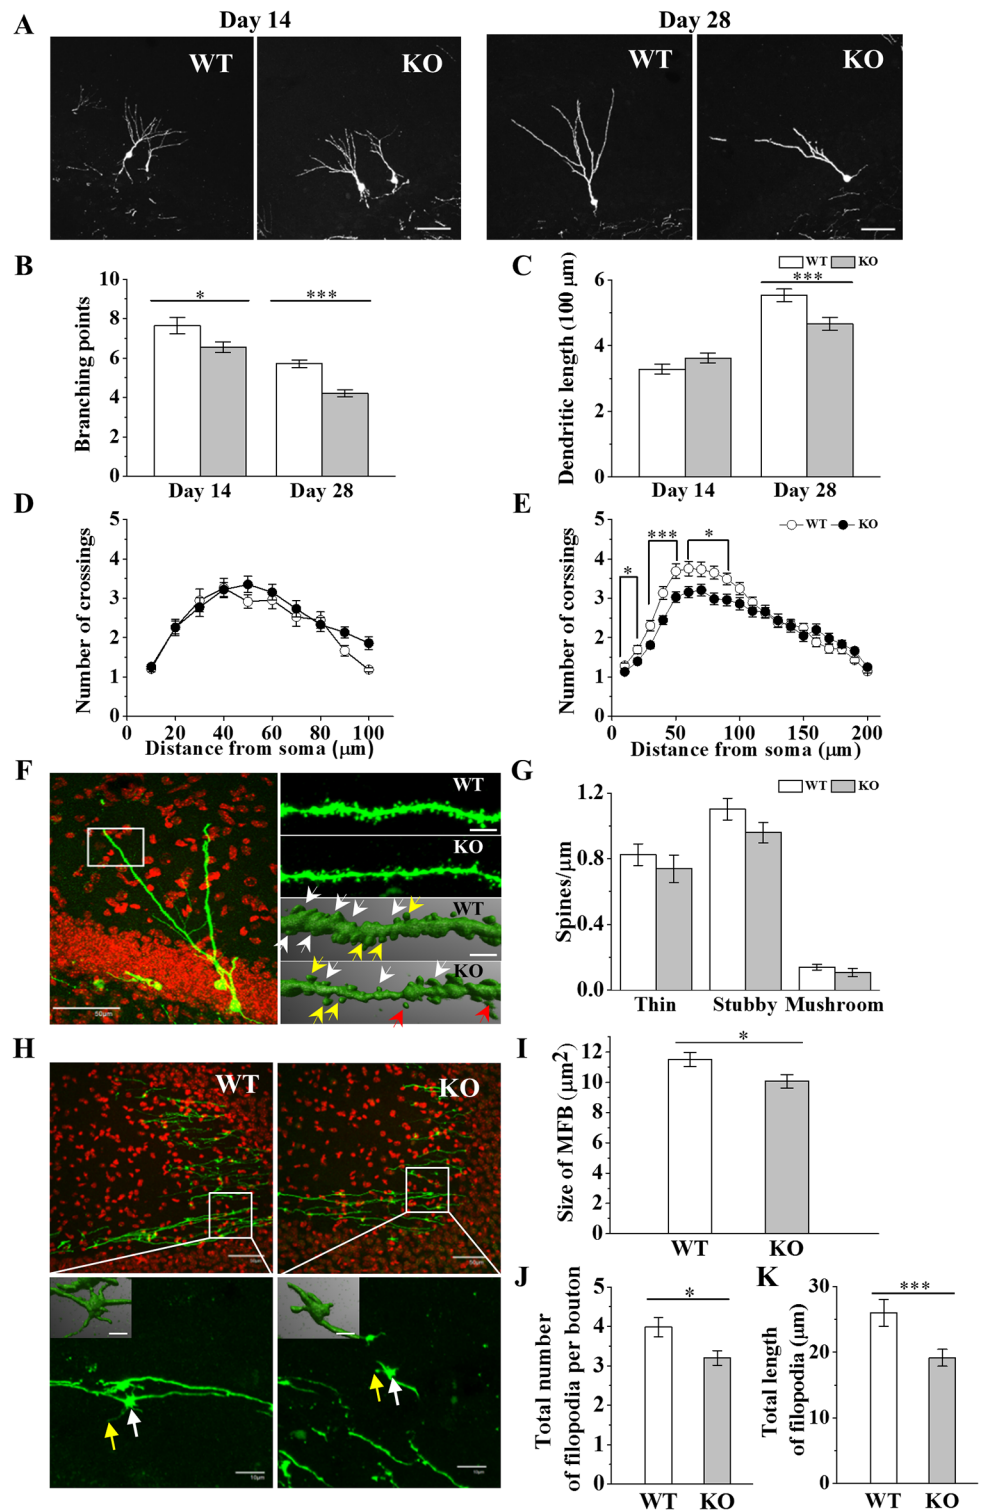 A
Day 14
Day 28
WT
KO
WT
KO
B
Branching points
10
8
6
4
2
0
*
***
Day 14
Day 28
C
Dendritic length (100 μm)
6
4
2
0
WT
KO
***
Day 14
Day 28
D
Number of crossings
5
4
3
2
1
0
20
40
60
80
100
Distance from soma (μm)
E
Number of corssings
5
4
3
2
1
0
*
***
*
WT
KO
0
50
100
150
200
Distance from soma (μm)
F
50μm
WT
KO
WT
KO
G
Spines/μm
1.2
0.8
0.4
0.0
WT
KO
Thin
Stubby
Mushroom
H
WT
KO
10μm
10μm
I
Size of MFB (μm2)
12
10
8
6
4
2
0
*
WT
KO
J
Total number
of filopodia per bouton
5
4
3
2
1
0
*
WT
KO
K
Total length
of filopodia (μm)
30
20
10
0
***
WT
KO